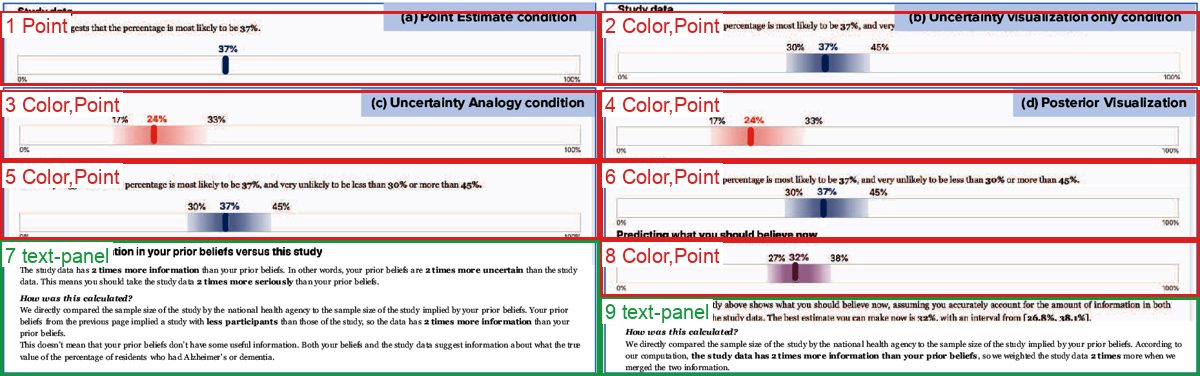 Study data
(a) Point Estimate condition
1 Point
ests that the percentage is most likely to be 37%.
37%
0%
100%
Study data
(b) Uncertainty visualization only condition
2 Color,Point
percentage is most likely to be 37%, and very
30%
37%
45%
0%
100%
3 Color,Point
(c) Uncertainty Analogy condition
17%
24%
33%
0%
100%
4 Color,Point
(d) Posterior Visualization
17%
24%
33%
0%
100%
5 Color,Point
percentage is most likely to be 37%, and very unlikely to be less than 30% or more than 45%.
30%
37%
45%
0%
100%
6 Color,Point
percentage is most likely to be 37%, and very unlikely to be less than 30% or more than 45%.
30%
37%
45%
0%
100%
Predicting what you should believe now
7 text-panel
tion in your prior beliefs versus this study
The study data has 2 times more information than your prior beliefs. In other words, your prior beliefs are 2 times more uncertain than the study
data. This means you should take the study data 2 times more seriously than your prior beliefs.
How was this calculated?
We directly compared the sample size of the study by the national health agency to the sample size of the study implied by your prior beliefs. Your prior
beliefs from the previous page implied a study with less participants than those of the study, so the data has 2 times more information than your
prior beliefs.
This doesn't mean that your prior beliefs don't have some useful information. Both your beliefs and the study data suggest information about what the true
value of the percentage of residents who had Alzheimer's or dementia.
8 Color,Point
27%
32%
38%
0%
100%
9 text-panel
dy above shows what you should believe now, assuming you accurately account for the amount of information in both
the study data. The best estimate you can make now is 32%, with an interval from [26.8%, 38.1%].
How was this calculated?
We directly compared the sample size of the study by the national health agency to the sample size of the study implied by your prior beliefs. According to
our computation, the study data has 2 times more information than your prior beliefs, so we weighted the study data 2 times more when we
merged the two information.